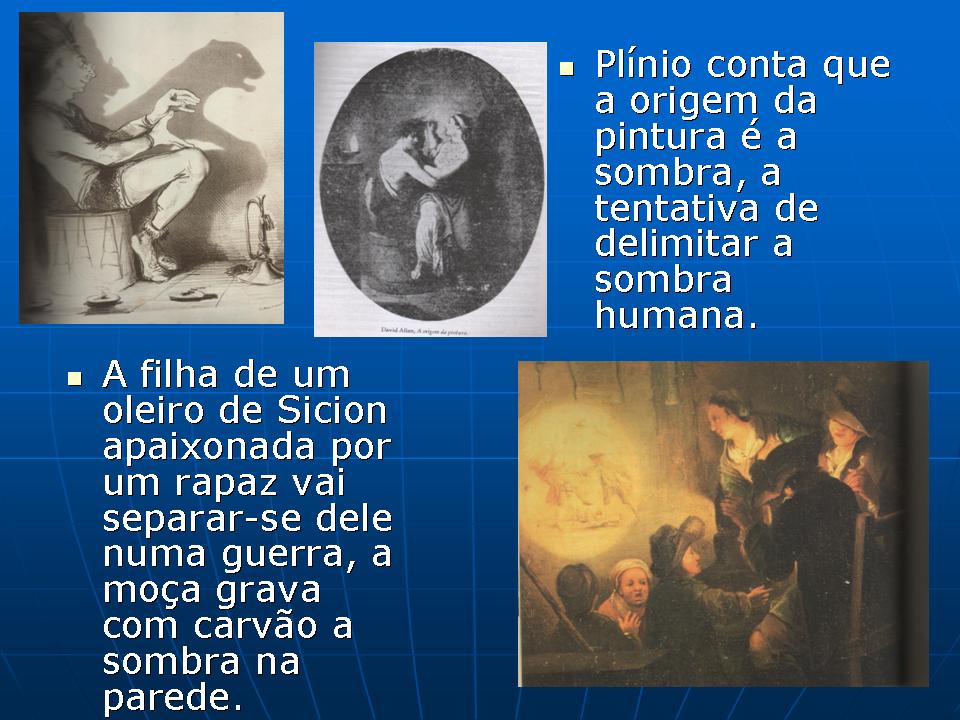 David Allan, A origem da pintura.
Plínio conta que
a origem da
pintura é a
sombra, a
tentativa de
delimitar a
sombra
humana.
A filha de um
oleiro de Sicion
apaixonada por
um rapaz vai
separar-se dele
numa guerra, a
moça grava
com carvão a
sombra na
parede.